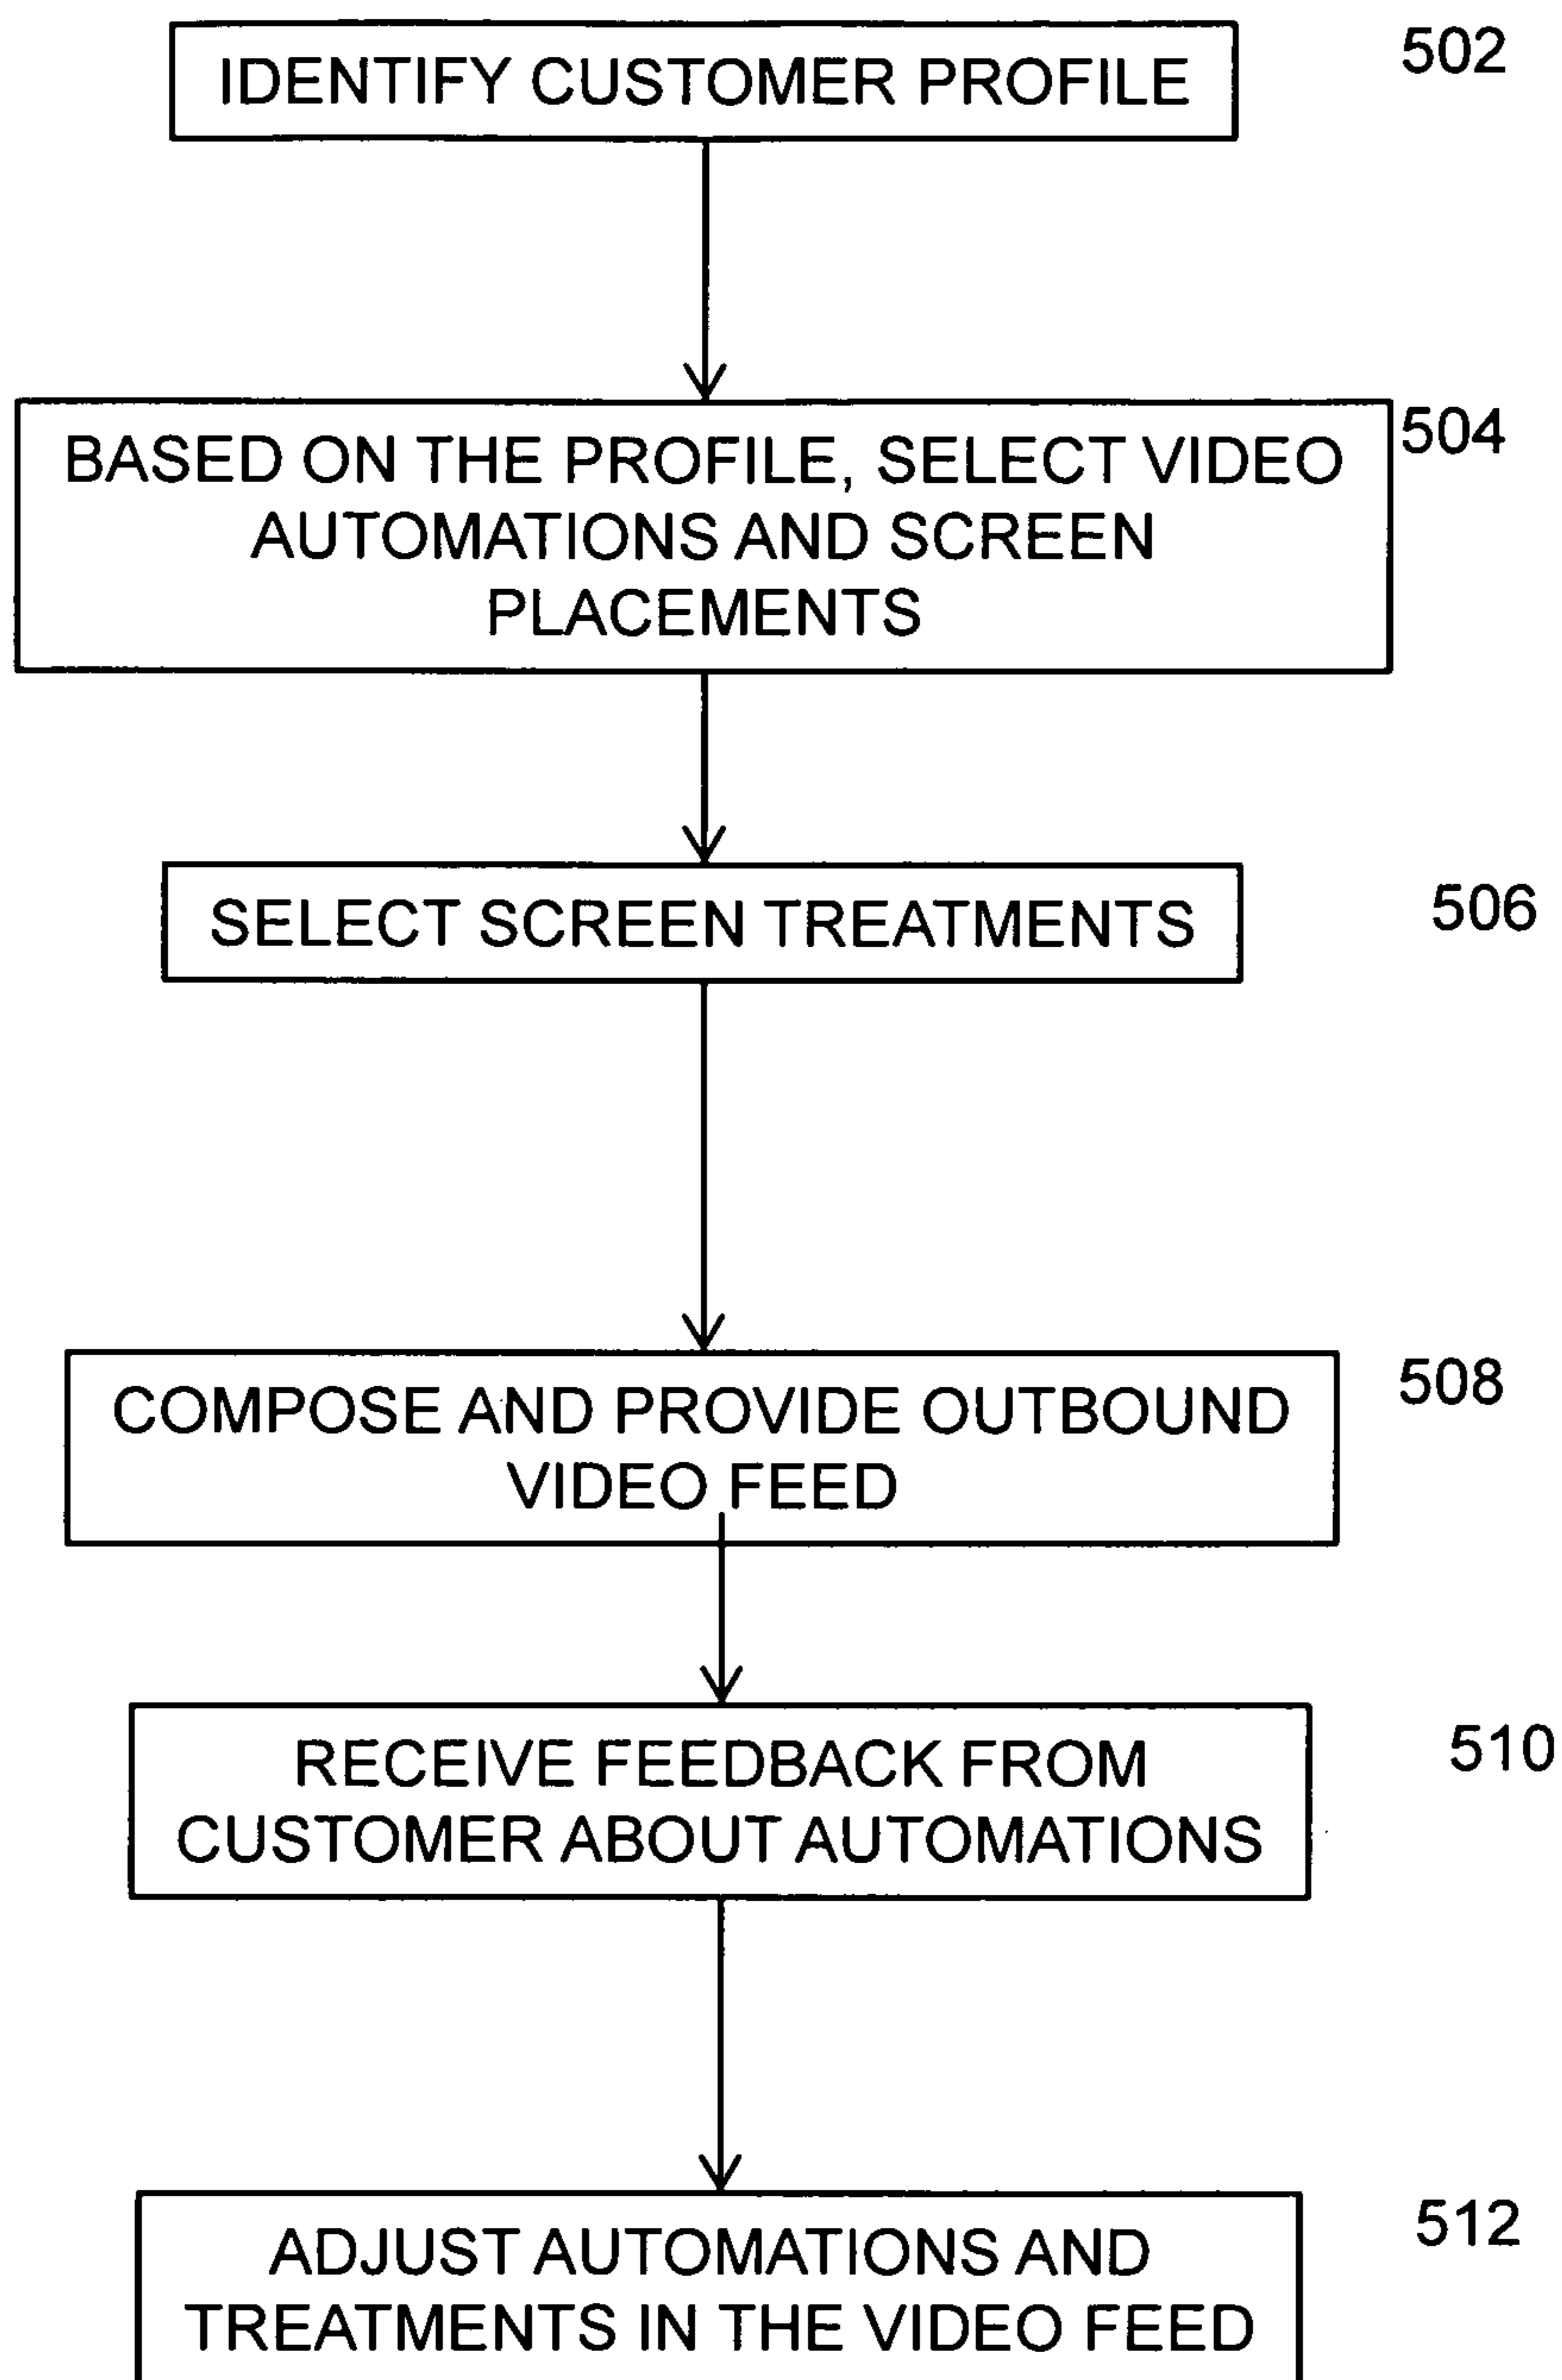 IDENTIFY CUSTOMER PROFILE
502
BASED ON THE PROFILE, SELECT VIDEO
AUTOMATIONS AND SCREEN
PLACEMENTS
504
SELECT SCREEN TREATMENTS
506
COMPOSE AND PROVIDE OUTBOUND
VIDEO FEED
508
RECEIVE FEEDBACK FROM
CUSTOMER ABOUT AUTOMATIONS
510
ADJUST AUTOMATIONS AND
TREATMENTS IN THE VIDEO FEED
512